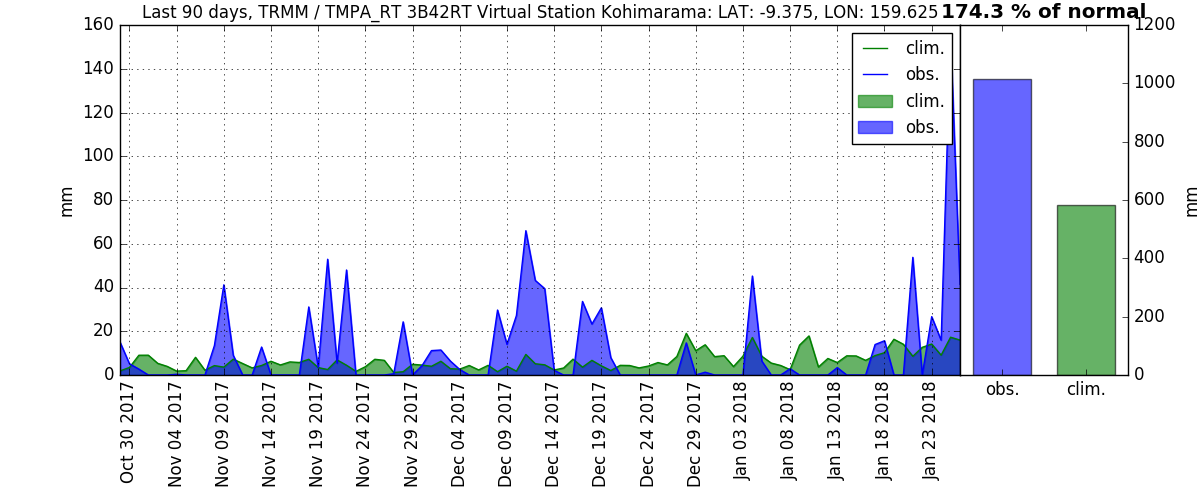 Last 90 days, TRMM / TMPA_RT 3B42RT Virtual Station Kohimarama: LAT: -9.375, LON: 159.625 174.3 % of normal
160
140
120
100
80
60
40
20
0
mm
clim.
obs.
clim.
obs.
1200
1000
800
600
400
200
0
mm
Oct 30 2017
Nov 04 2017
Nov 09 2017
Nov 14 2017
Nov 19 2017
Nov 24 2017
Nov 29 2017
Dec 04 2017
Dec 09 2017
Dec 14 2017
Dec 19 2017
Dec 24 2017
Dec 29 2017
Jan 03 2018
Jan 08 2018
Jan 13 2018
Jan 18 2018
Jan 23 2018
obs.
clim.